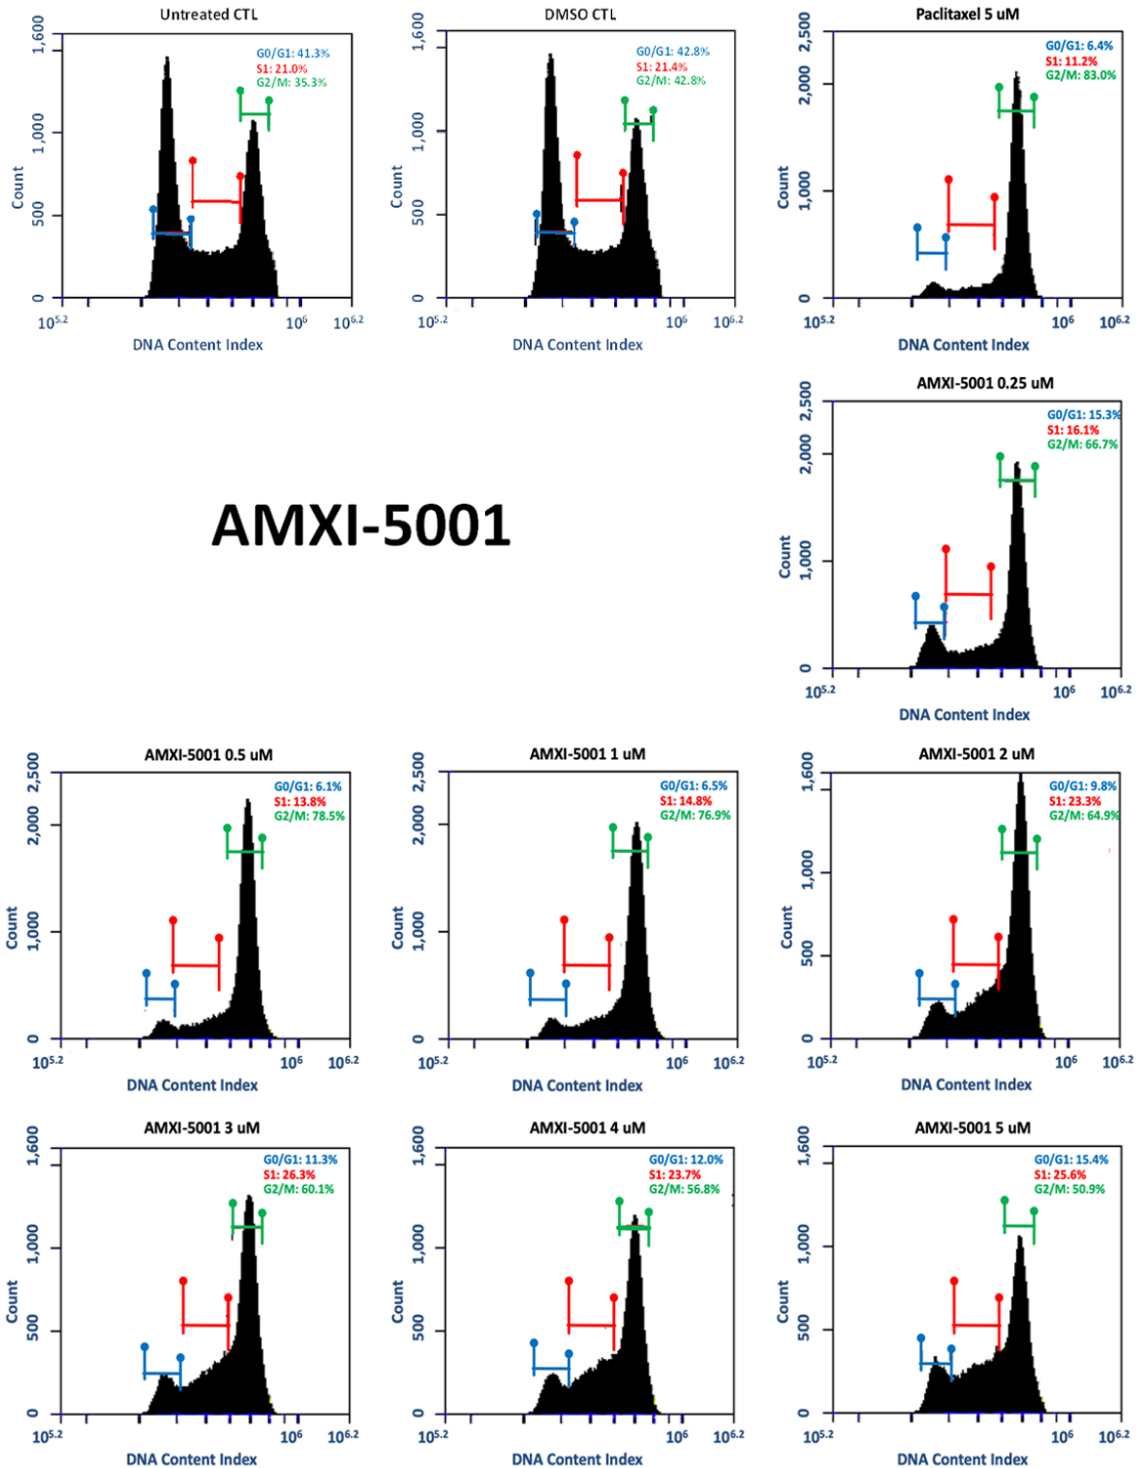 Untreated CTL
1,600
1,000
500
0
Count
G0/G1: 41.3%
S1: 21.0%
G2/M: 35.3%
10^5.2
10^6
10^6.2
DNA Content Index
DMSO CTL
1,600
1,000
500
0
Count
G0/G1: 42.8%
S1: 21.4%
G2/M: 42.8%
10^5.2
10^6
10^6.2
DNA Content Index
Paclitaxel 5 uM
2,500
2,000
1,000
0
Count
G0/G1: 6.4%
S1: 11.2%
G2/M: 83.0%
10^5.2
10^6
10^6.2
DNA Content Index
AMXI-5001
AMXI-5001 0.25 uM
2,500
2,000
1,000
0
Count
G0/G1: 15.3%
S1: 16.1%
G2/M: 66.7%
10^5.2
10^6
10^6.2
DNA Content Index
AMXI-5001 0.5 uM
2,500
2,000
1,000
0
Count
G0/G1: 6.1%
S1: 13.8%
G2/M: 78.5%
10^5.2
10^6
10^6.2
DNA Content Index
AMXI-5001 1 uM
2,500
2,000
1,000
0
Count
G0/G1: 6.5%
S1: 14.8%
G2/M: 76.9%
10^5.2
10^6
10^6.2
DNA Content Index
AMXI-5001 2 uM
1,600
1,000
500
0
Count
G0/G1: 9.8%
S1: 23.3%
G2/M: 64.9%
10^5.2
10^6
10^6.2
DNA Content Index
AMXI-5001 3 uM
1,600
1,000
500
0
Count
G0/G1: 11.3%
S1: 26.3%
G2/M: 60.1%
10^5.2
10^6
10^6.2
DNA Content Index
AMXI-5001 4 uM
1,600
1,000
500
0
Count
G0/G1: 12.0%
S1: 23.7%
G2/M: 56.8%
10^5.2
10^6
10^6.2
DNA Content Index
AMXI-5001 5 uM
1,600
1,000
500
0
Count
G0/G1: 15.4%
S1: 25.6%
G2/M: 50.9%
10^5.2
10^6
10^6.2
DNA Content Index